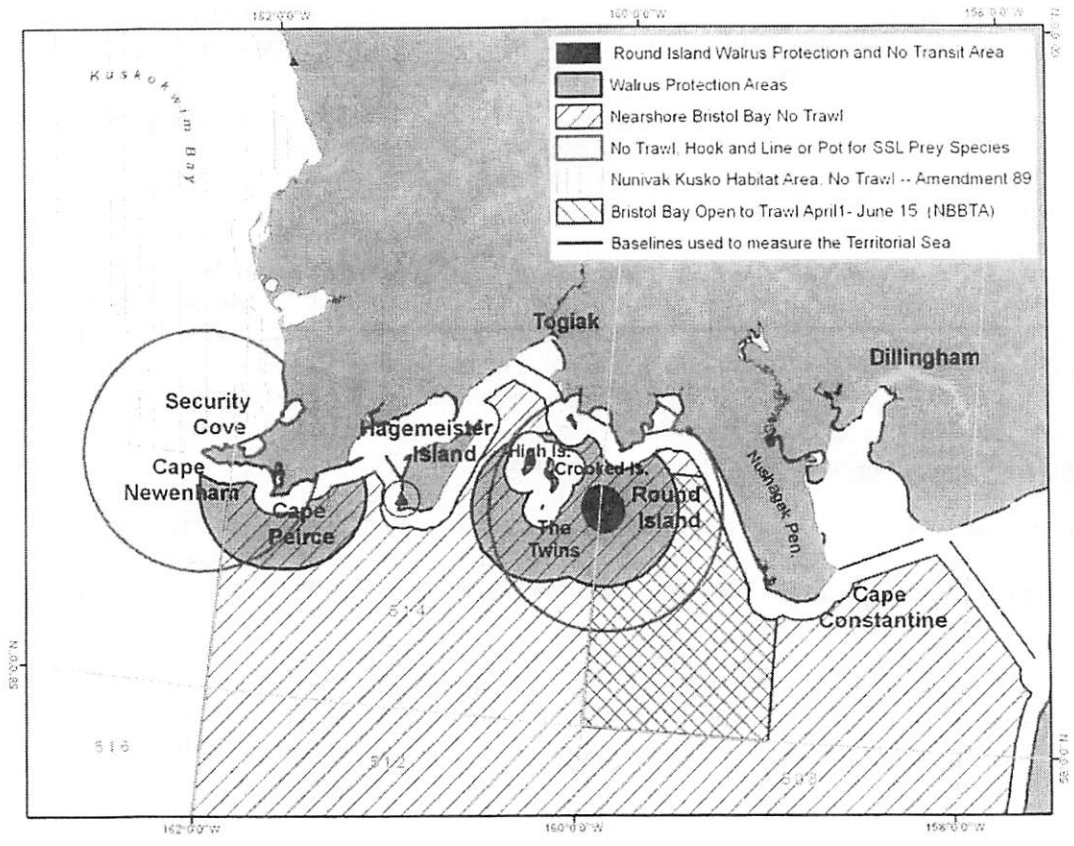 162°0'0"W
160°0'0"W
158°0'0"W
Kuskokwim Bay
Round Island Walrus Protection and No Transit Area
Walrus Protection Areas
Nearshore Bristol Bay No Trawl
No Trawl, Hook and Line or Pot for SSL Prey Species
Nunivak Kusko Habitat Area, No Trawl -- Amendment 89
Bristol Bay Open to Trawl April1- June 15 (NBBTA)
Baselines used to measure the Territorial Sea
Togiak
Dillingham
Security
Cove
Hagemeister
Island
High Is.
Crooked Is.
Cape
Newenham
Cape
Peirce
Round
Island
The
Twins
Nushagak Pen.
Cape
Constantine
514
516
512
508
58°0'0"N
58°0'0"N
162°0'0"W
160°0'0"W
158°0'0"W